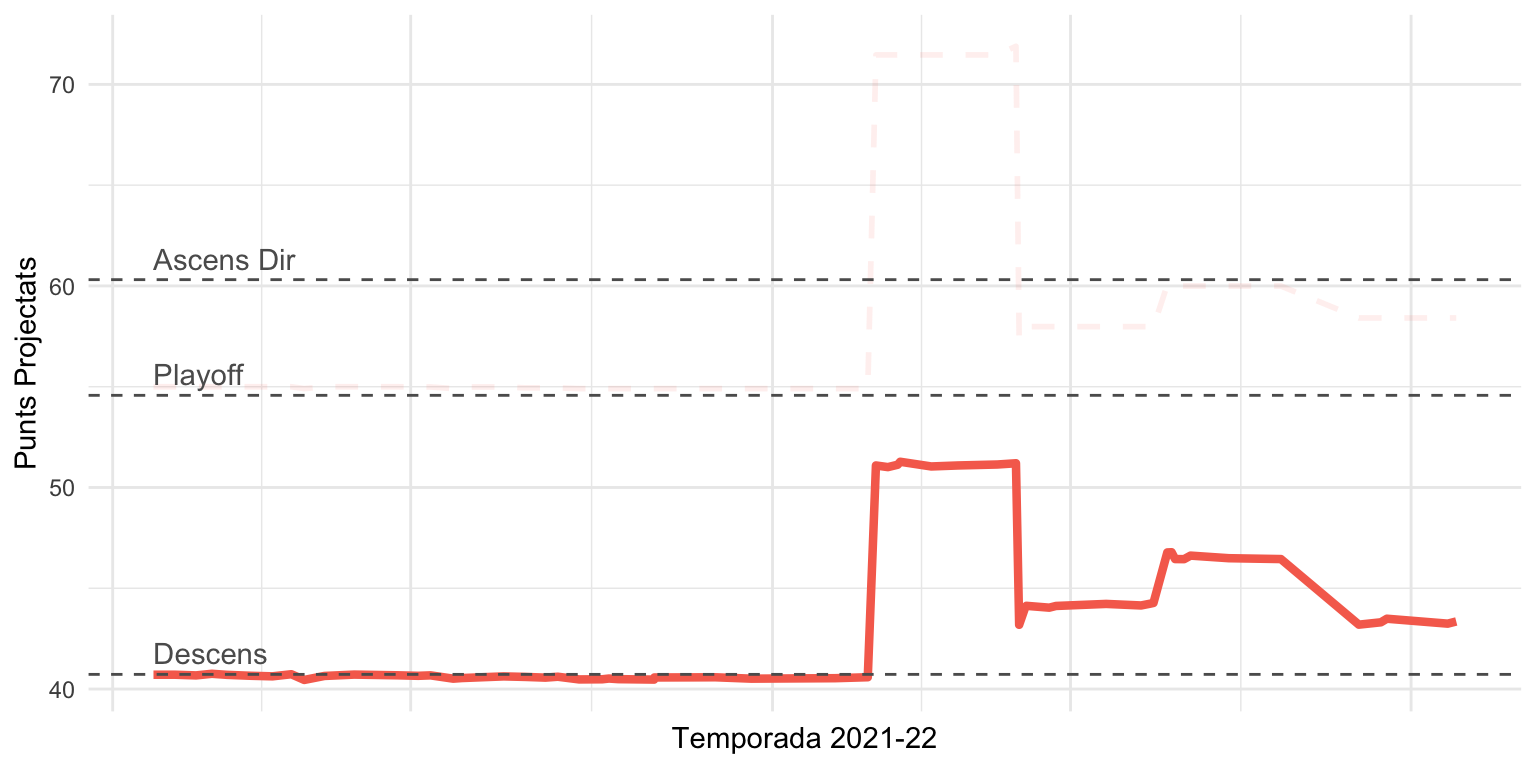 70
60
50
40
Punts Projectats
Ascens Dir
Playoff
Descens
Temporada 2021-22